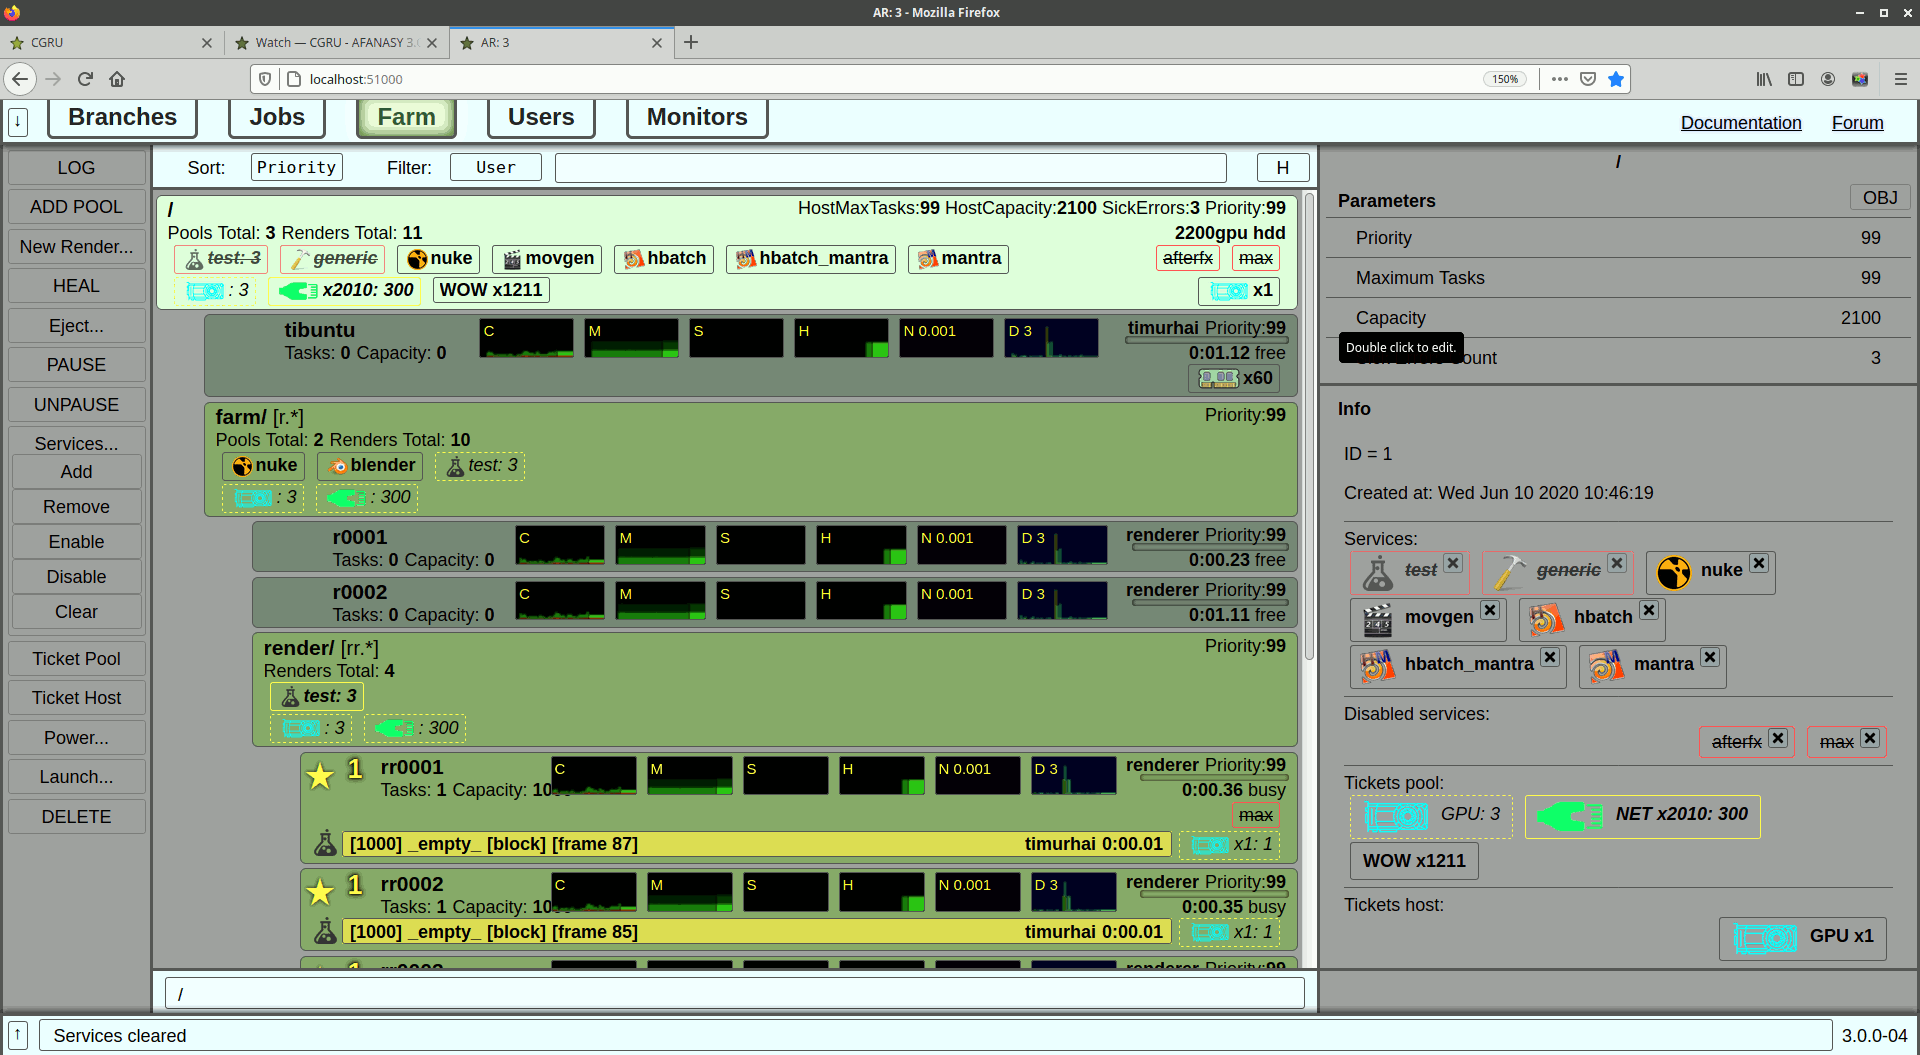 AR: 3 - Mozilla Firefox
CGRU
Watch — CGRU - AFANASY 3.
AR: 3
localhost:51000
150%
Branches
Jobs
Farm
Users
Monitors
Documentation
Forum
LOG
ADD POOL
New Render...
HEAL
Eject...
PAUSE
UNPAUSE
Services...
Add
Remove
Enable
Disable
Clear
Ticket Pool
Ticket Host
Power...
Launch...
DELETE
Sort: Priority Filter: User H
/ HostMaxTasks:99 HostCapacity:2100 SickErrors:3 Priority:99
Pools Total: 3 Renders Total: 11 2200gpu hdd
test: 3 generic nuke movgen hbatch hbatch_mantra mantra afterfx max
: 3 x2010: 300 WOW x1211 x1
tibuntu C M S H N 0.001 D 3 timurhai Priority:99
Tasks: 0 Capacity: 0 0:01.12 free
x60
farm/ [r.*] Priority:99
Pools Total: 2 Renders Total: 10
nuke blender test: 3
: 3 : 300
r0001 C M S H N 0.001 D 3 renderer Priority:99
Tasks: 0 Capacity: 0 0:00.23 free
r0002 C M S H N 0.001 D 3 renderer Priority:99
Tasks: 0 Capacity: 0 0:01.11 free
render/ [rr.*] Priority:99
Renders Total: 4
test: 3
: 3 : 300
1 rr0001 C M S H N 0.001 D 3 renderer Priority:99
Tasks: 1 Capacity: 10 0:00.36 busy
max
[1000] _empty_ [block] [frame 87] timurhai 0:00.01 x1: 1
1 rr0002 C M S H N 0.001 D 3 renderer Priority:99
Tasks: 1 Capacity: 10 0:00.35 busy
[1000] _empty_ [block] [frame 85] timurhai 0:00.01 x1: 1
/
/
Parameters OBJ
Priority 99
Maximum Tasks 99
Capacity 2100
Double click to edit.
Count 3
Info
ID = 1
Created at: Wed Jun 10 2020 10:46:19
Services:
test generic nuke
movgen hbatch
hbatch_mantra mantra
Disabled services:
afterfx max
Tickets pool:
GPU: 3 NET x2010: 300
WOW x1211
Tickets host:
GPU x1
Services cleared
3.0.0-04